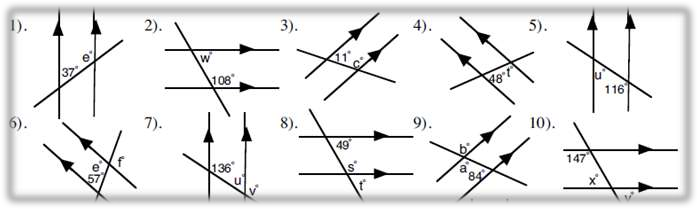 1). 2). 3). 4). 5).
37° e° w° 108° 11° c° 48° t° u° 116°
6). 7). 8). 9). 10).
e° 57° f° 136° u° v° 49° s° t° b° a° 84° 147° x°